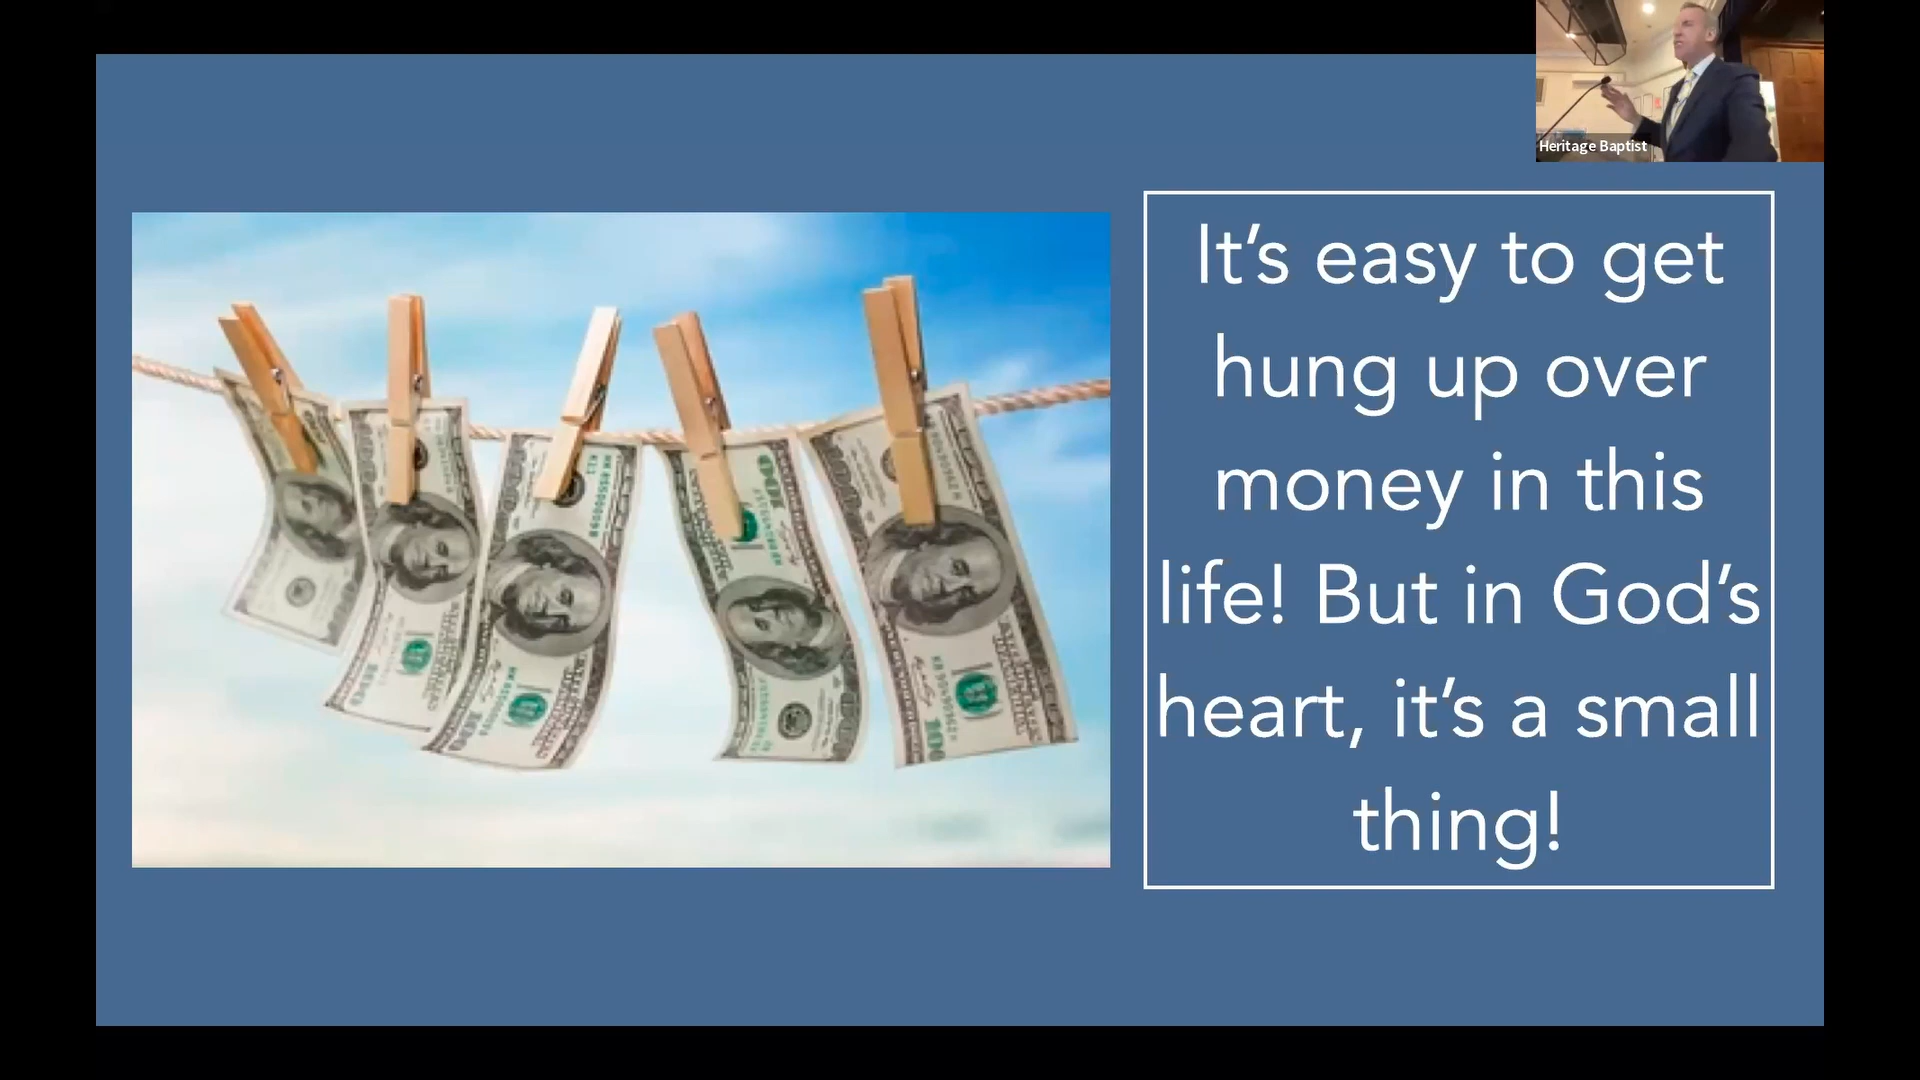 Heritage Baptist
It’s easy to get
hung up over
money in this
life! But in God’s
heart, it’s a small
thing!